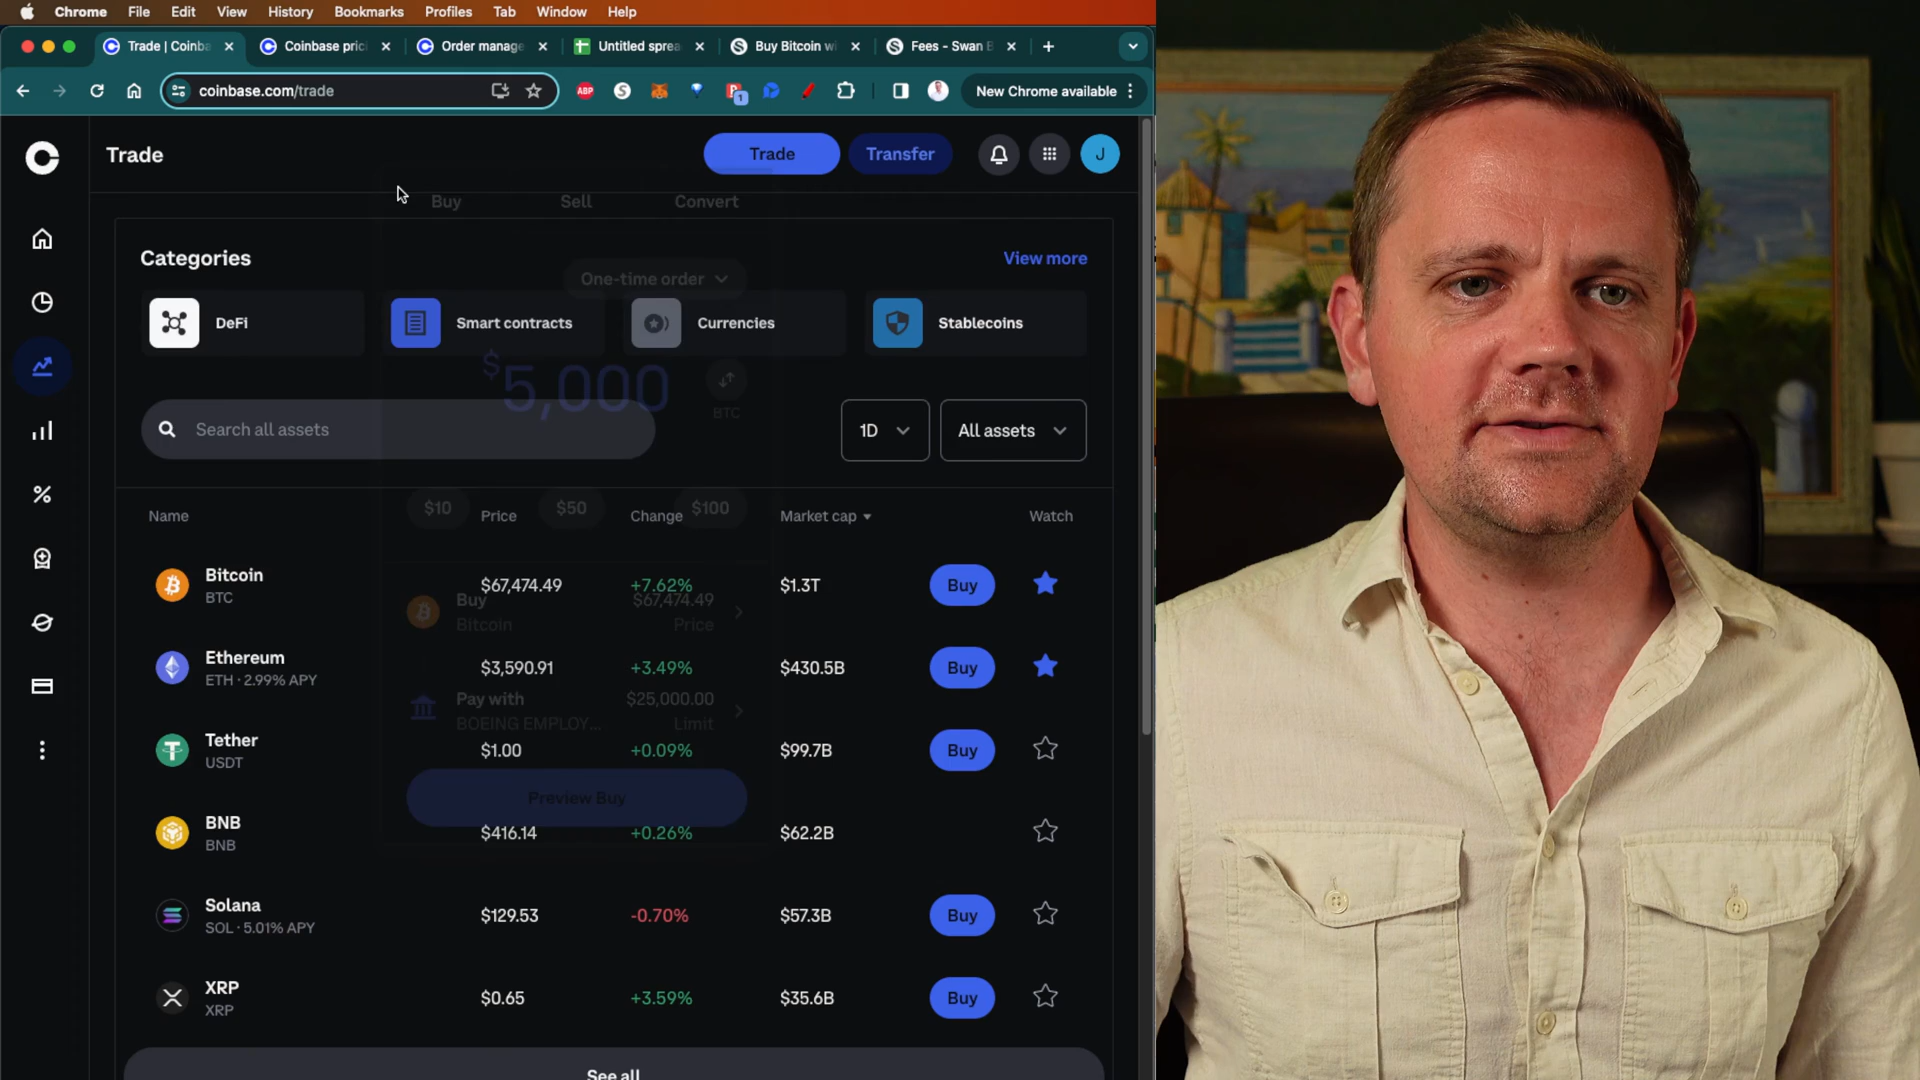 Chrome File Edit View History Bookmarks Profiles Tab Window Help
Trade | Coinba Coinbase pric Order manage Untitled sprea Buy Bitcoin wi Fees - Swan B
coinbase.com/trade ABP S 1 New Chrome available
Trade Trade Transfer J
Buy Sell Convert
Categories View more
One-time order
DeFi Smart contracts Currencies Stablecoins
$5,000 BTC
Search all assets 1D All assets
$10 $50 $100
Name Price Change Market cap Watch
Bitcoin $67,474.49 +7.62% $1.3T Buy
BTC
Buy $67,474.49
Bitcoin Price
Ethereum $3,590.91 +3.49% $430.5B Buy
ETH · 2.99% APY
Pay with $25,000.00
BOEING EMPLOY... Limit
Tether $1.00 +0.09% $99.7B Buy
USDT
Preview Buy
BNB $416.14 +0.26% $62.2B
BNB
Solana $129.53 -0.70% $57.3B Buy
SOL · 5.01% APY
XRP $0.65 +3.59% $35.6B Buy
XRP
See all